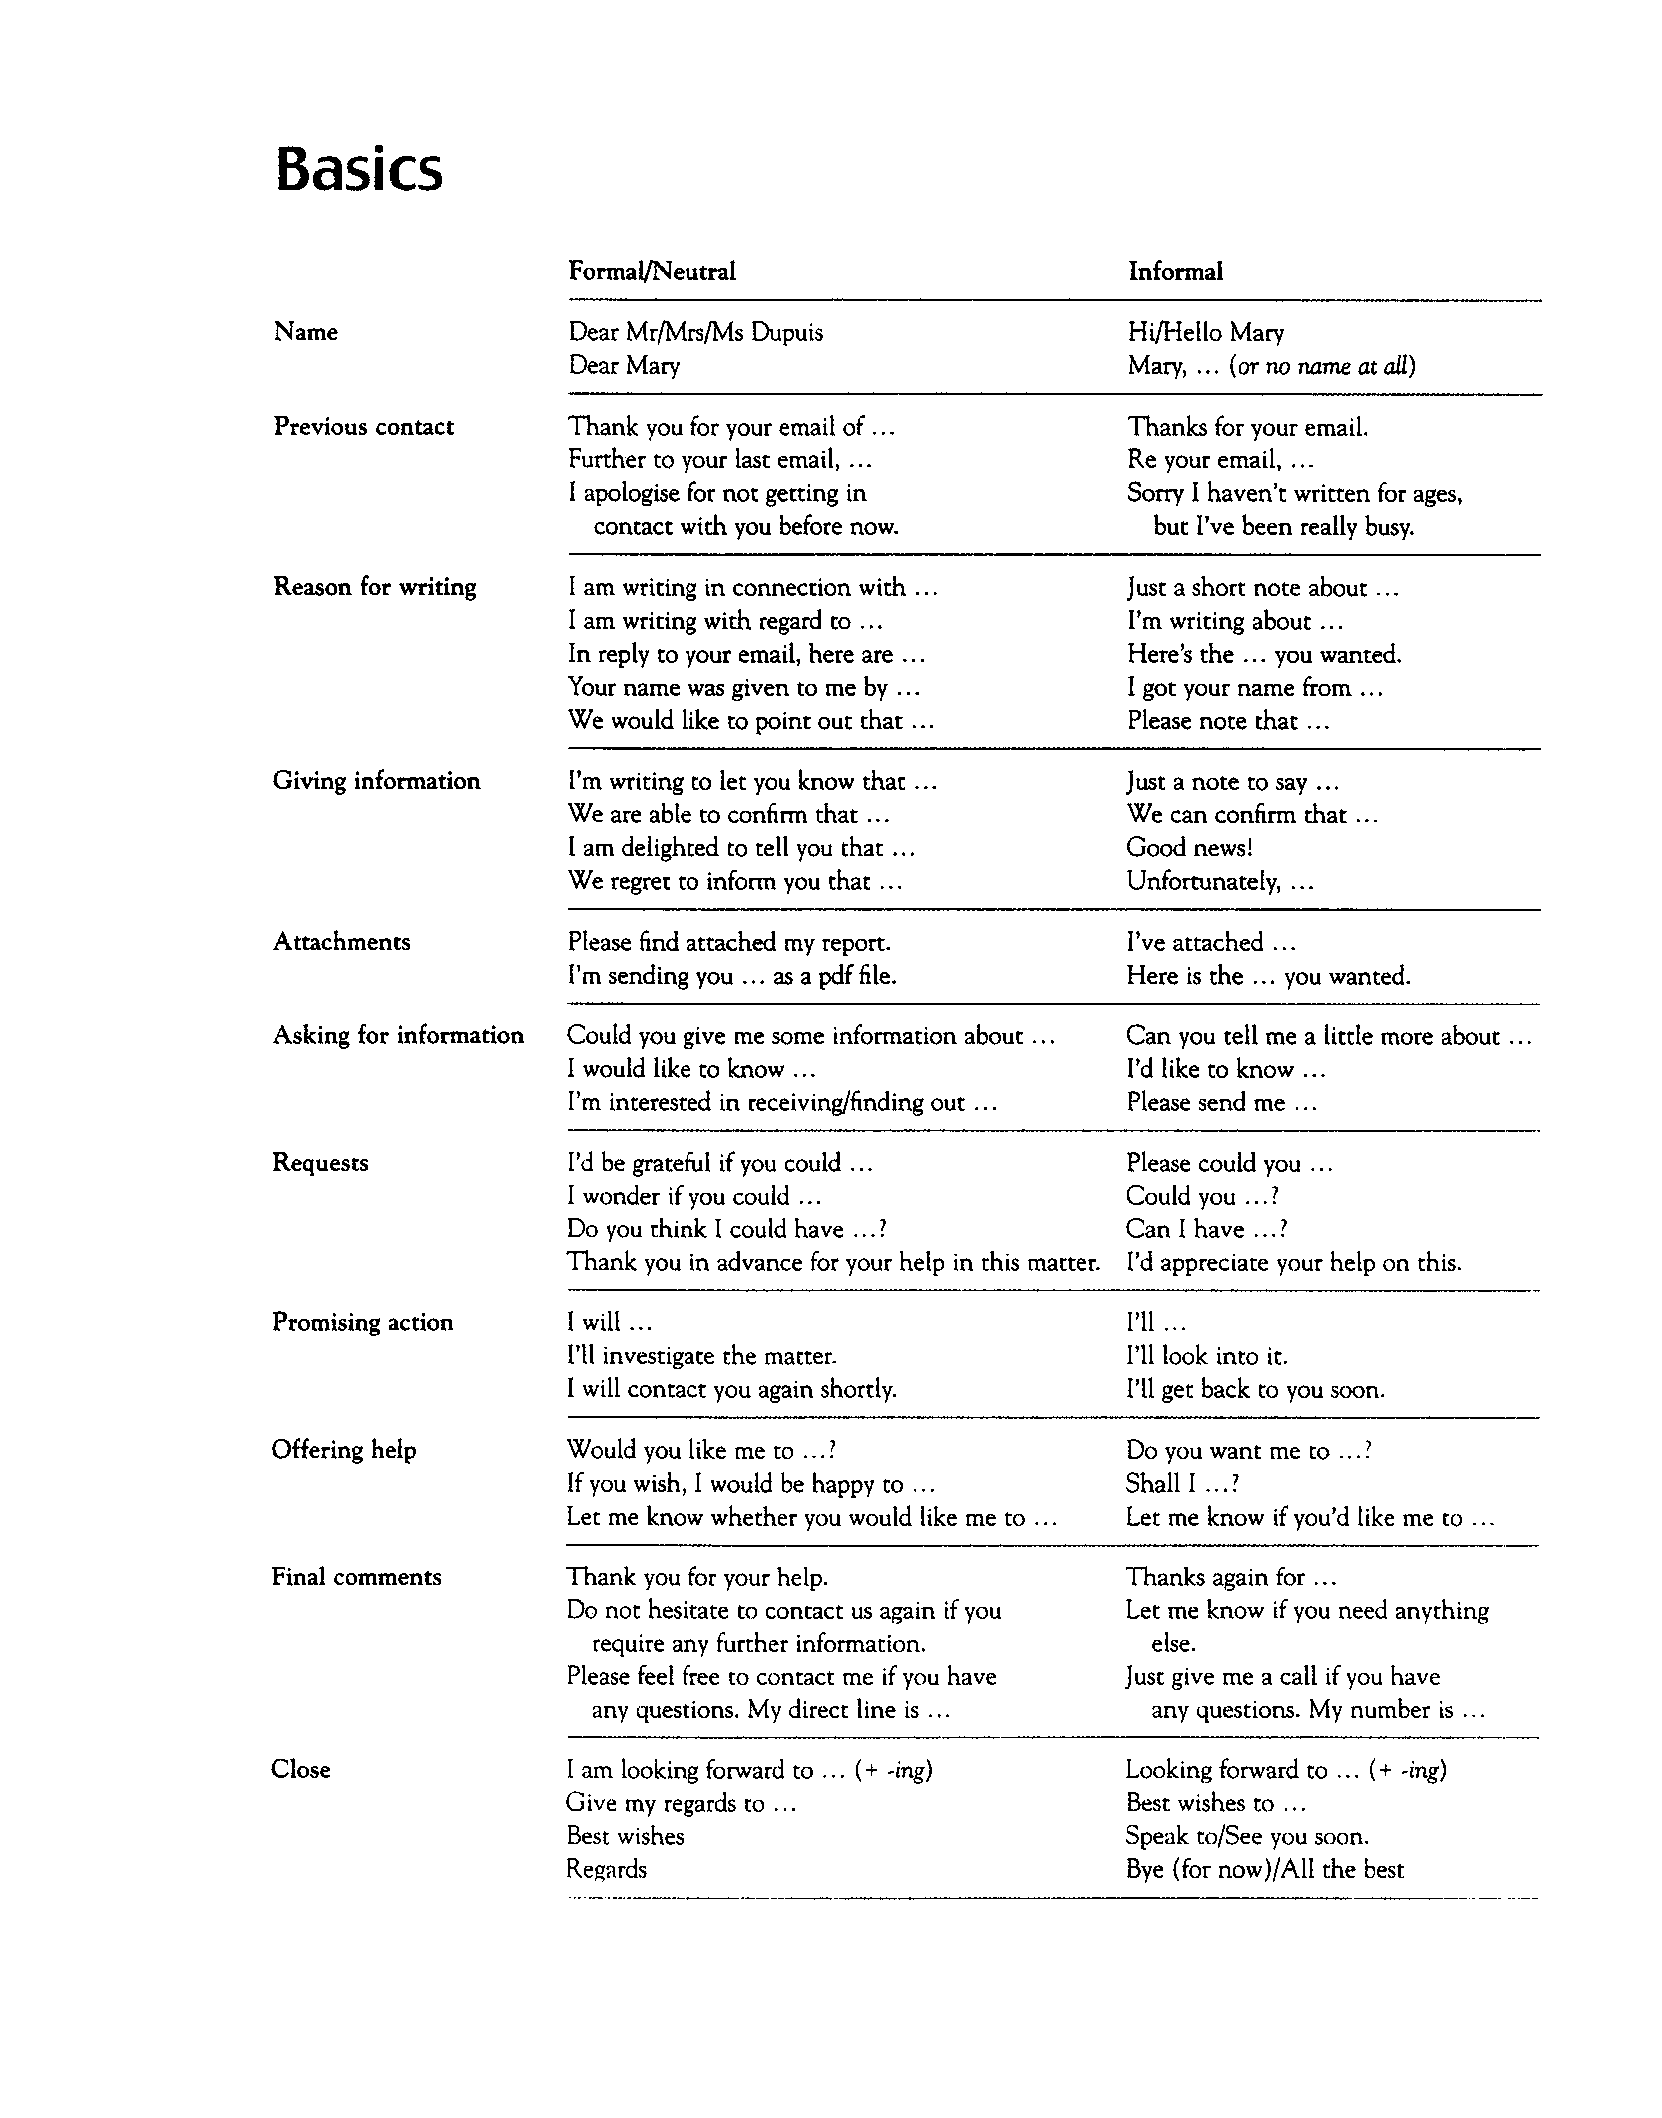 Basics
Formal/Neutral Informal
Name Dear Mr/Mrs/Ms Dupuis Hi/Hello Mary
Dear Mary Mary, ... (or no name at all)
Previous contact Thank you for your email of ... Thanks for your email.
Further to your last email, ... Re your email, ...
I apologise for not getting in Sorry I haven't written for ages,
contact with you before now. but I've been really busy.
Reason for writing I am writing in connection with ... Just a short note about ...
I am writing with regard to ... I'm writing about ...
In reply to your email, here are ... Here's the ... you wanted.
Your name was given to me by ... I got your name from ...
We would like to point out that ... Please note that ...
Giving information I'm writing to let you know that ... Just a note to say ...
We are able to confirm that ... We can confirm that ...
I am delighted to tell you that ... Good news!
We regret to inform you that ... Unfortunately, ...
Attachments Please find attached my report. I've attached ...
I'm sending you ... as a pdf file. Here is the ... you wanted.
Asking for information Could you give me some information about ... Can you tell me a little more about ...
I would like to know ... I'd like to know ...
I'm interested in receiving/finding out ... Please send me ...
Requests I'd be grateful if you could ... Please could you ...
I wonder if you could ... Could you ...?
Do you think I could have ...? Can I have ...?
Thank you in advance for your help in this matter. I'd appreciate your help on this.
Promising action I will ... I'll ...
I'll investigate the matter. I'll look into it.
I will contact you again shortly. I'll get back to you soon.
Offering help Would you like me to ...? Do you want me to ...?
If you wish, I would be happy to ... Shall I ...?
Let me know whether you would like me to ... Let me know if you'd like me to ...
Final comments Thank you for your help. Thanks again for ...
Do not hesitate to contact us again if you Let me know if you need anything
require any further information. else.
Please feel free to contact me if you have Just give me a call if you have
any questions. My direct line is ... any questions. My number is ...
Close I am looking forward to ... (+ -ing) Looking forward to ... (+ -ing)
Give my regards to ... Best wishes to ...
Best wishes Speak to/See you soon.
Regards Bye (for now)/All the best